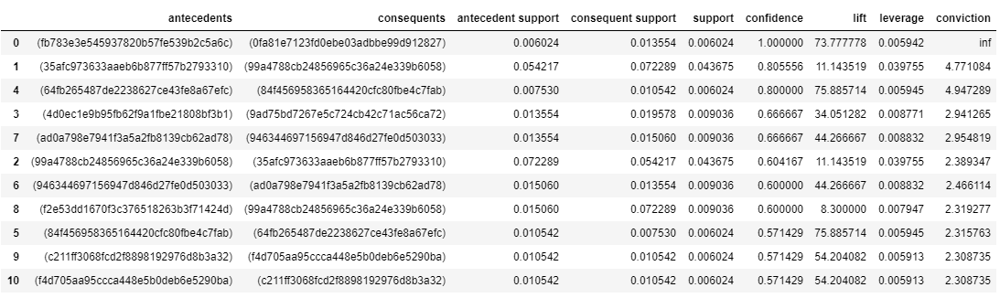 antecedents consequents antecedent support consequent support support confidence lift leverage conviction
0 (fb783e3e545937820b57fe539b2c5a6c) (0fa81e7123fd0ebe03adbbe99d912827) 0.006024 0.013554 0.006024 1.000000 73.777778 0.005942 inf
1 (35afc973633aaeb6b877ff57b2793310) (99a4788cb24856965c36a24e339b6058) 0.054217 0.072289 0.043675 0.805556 11.143519 0.039755 4.771084
4 (64fb265487de2238627ce43fe8a67efc) (84f456958365164420cfc80fbe4c7fab) 0.007530 0.010542 0.006024 0.800000 75.885714 0.005945 4.947289
3 (4d0ec1e9b95fb62f9a1fbe21808bf3b1) (9ad75bd7267e5c724cb42c71ac56ca72) 0.013554 0.019578 0.009036 0.666667 34.051282 0.008771 2.941265
7 (ad0a798e7941f3a5a2fb8139cb62ad78) (946344697156947d846d27fe0d503033) 0.013554 0.015060 0.009036 0.666667 44.266667 0.008832 2.954819
2 (99a4788cb24856965c36a24e339b6058) (35afc973633aaeb6b877ff57b2793310) 0.072289 0.054217 0.043675 0.604167 11.143519 0.039755 2.389347
6 (946344697156947d846d27fe0d503033) (ad0a798e7941f3a5a2fb8139cb62ad78) 0.015060 0.013554 0.009036 0.600000 44.266667 0.008832 2.466114
8 (f2e53dd1670f3c376518263b3f71424d) (99a4788cb24856965c36a24e339b6058) 0.015060 0.072289 0.009036 0.600000 8.300000 0.007947 2.319277
5 (84f456958365164420cfc80fbe4c7fab) (64fb265487de2238627ce43fe8a67efc) 0.010542 0.007530 0.006024 0.571429 75.885714 0.005945 2.315763
9 (c211ff3068fcd2f8898192976d8b3a32) (f4d705aa95ccca448e5b0deb6e5290ba) 0.010542 0.010542 0.006024 0.571429 54.204082 0.005913 2.308735
10 (f4d705aa95ccca448e5b0deb6e5290ba) (c211ff3068fcd2f8898192976d8b3a32) 0.010542 0.010542 0.006024 0.571429 54.204082 0.005913 2.308735